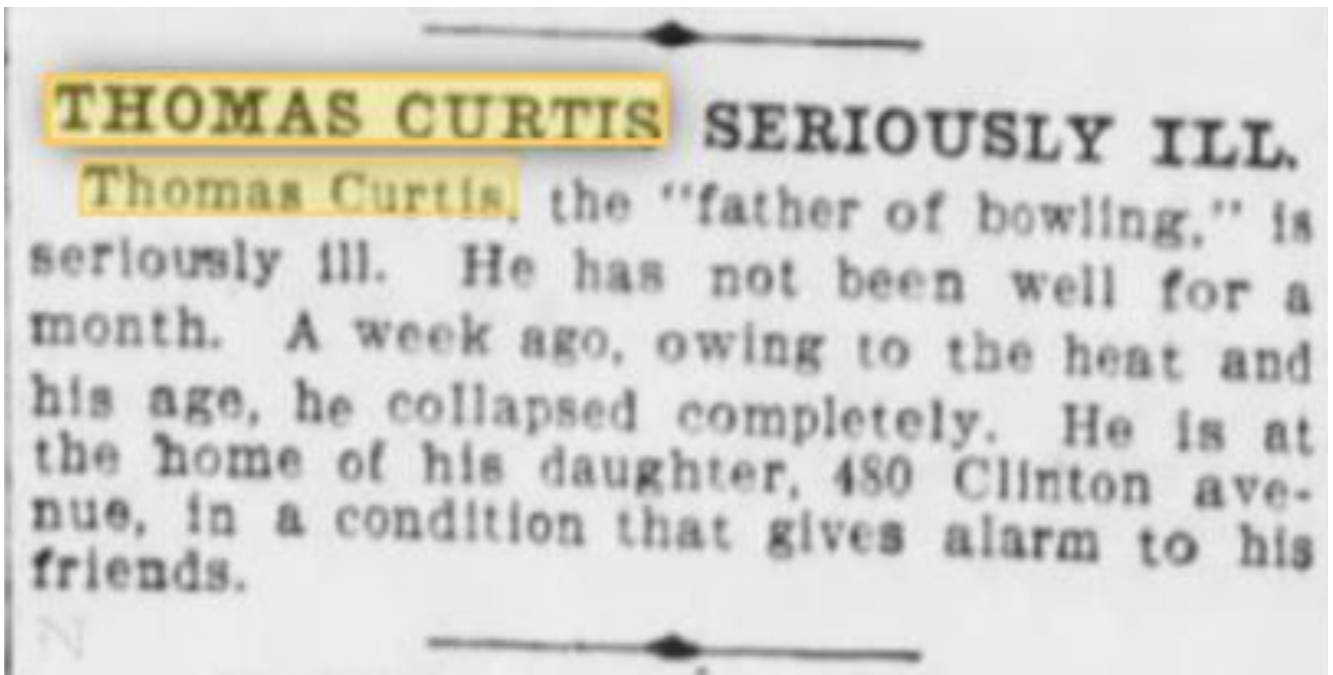 THOMAS CURTIS SERIOUSLY ILL.
Thomas Curtis, the "father of bowling," is
seriously ill. He has not been well for a
month. A week ago, owing to the heat and
his age, he collapsed completely. He is at
the home of his daughter, 480 Clinton ave-
nue, in a condition that gives alarm to his
friends.